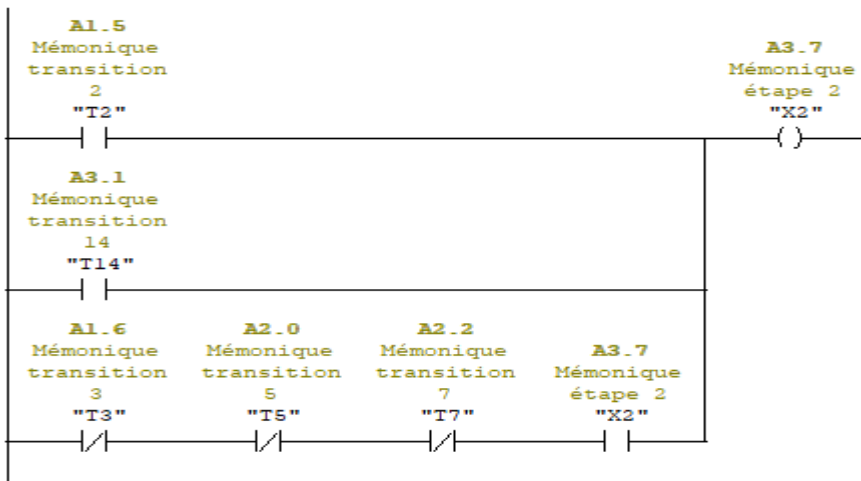 A1.5
Mémonique
transition
2
"T2"
A3.7
Mémonique
étape 2
"X2"
A3.1
Mémonique
transition
14
"T14"
A1.6
Mémonique
transition
3
"T3"
A2.0
Mémonique
transition
5
"T5"
A2.2
Mémonique
transition
7
"T7"
A3.7
Mémonique
étape 2
"X2"